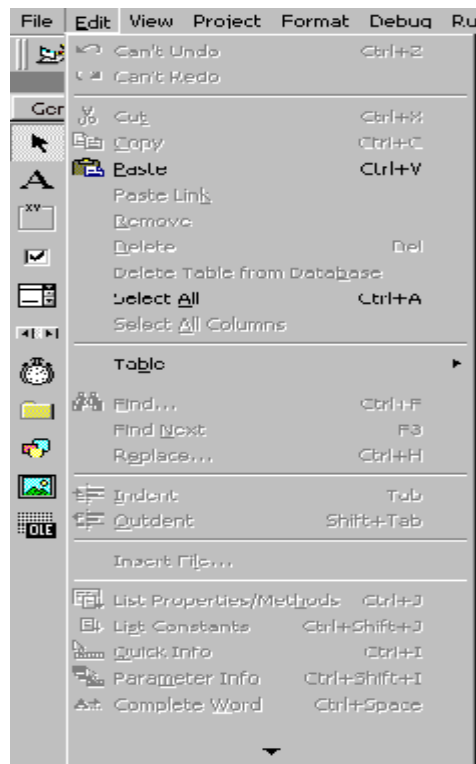 File Edit View Project Format Debug Ru
Can't Undo Ctrl+Z
Can't Redo
Gen
Cut Ctrl+X
Copy Ctrl+C
A
Paste Ctrl+V
Paste Link
XY
Remove
Delete Del
Delete Table from Database
Select All Ctrl+A
Select All Columns
Table
Find... Ctrl+F
Find Next F3
Replace... Ctrl+H
Indent Tab
Outdent Shift+Tab
OLE
Insert File...
List Properties/Methods Ctrl+J
List Constants Ctrl+Shift+J
Quick Info Ctrl+I
Parameter Info Ctrl+Shift+I
Complete Word Ctrl+Space